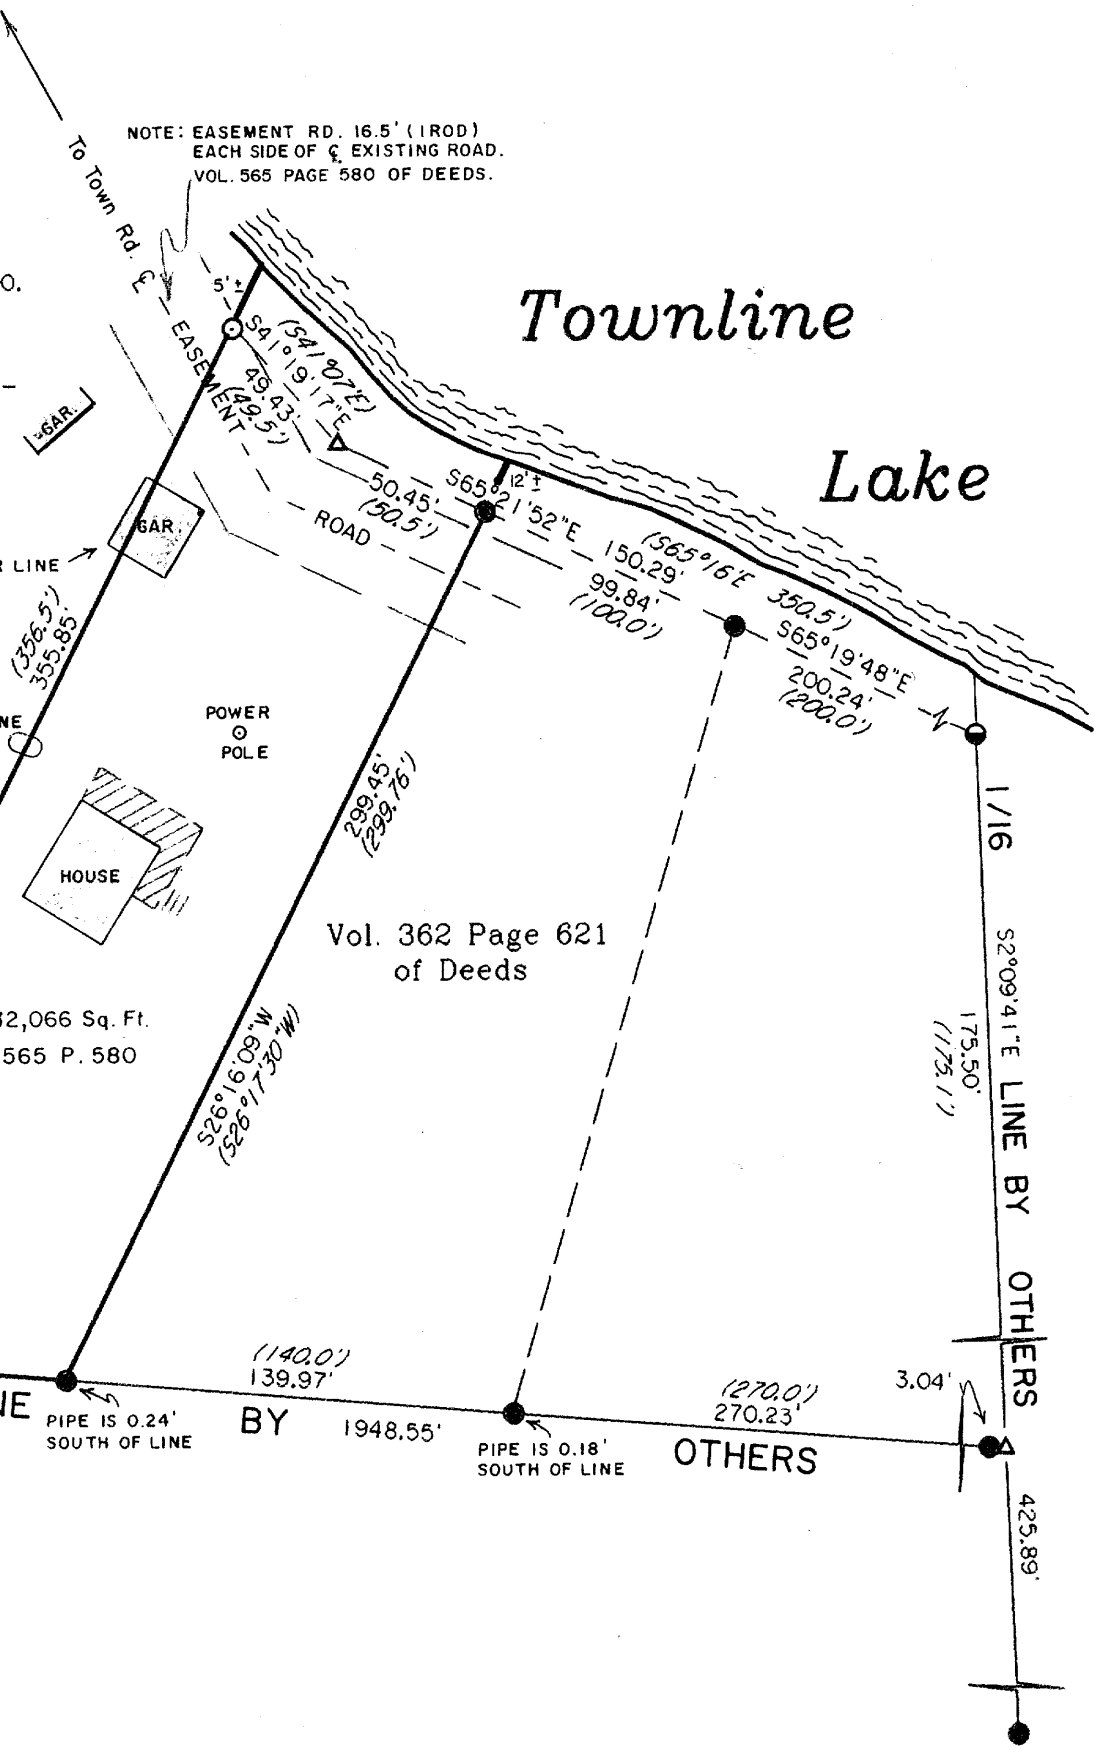 NOTE: EASEMENT RD. 16.5' (1ROD)
EACH SIDE OF ℄ EXISTING ROAD.
VOL. 565 PAGE 580 OF DEEDS.
To Town Rd.
℄
EASEMENT
ROAD
O.
5'±
Townline
Lake
(S41°07'E)
S41°19'17"E
49.43'
(49.5')
GAR.
GAR.
LINE
50.45'
(50.5')
S65°21'52"E
12'±
150.29'
99.84'
(100.0')
(S65°16'E 350.5')
S65°19'48"E
200.24'
(200.0')
(356.5')
355.85'
NE
POWER
POLE
HOUSE
299.45'
(299.76')
1/16
S2°09'41"E LINE BY OTHERS
175.50'
(175.1')
Vol. 362 Page 621
of Deeds
32,066 Sq. Ft.
565 P. 580
S26°16'09"W
(S26°17'30"W)
(140.0')
139.97'
NE BY OTHERS
1948.55'
PIPE IS 0.24'
SOUTH OF LINE
PIPE IS 0.18'
SOUTH OF LINE
(270.0')
270.23'
3.04'
425.89'